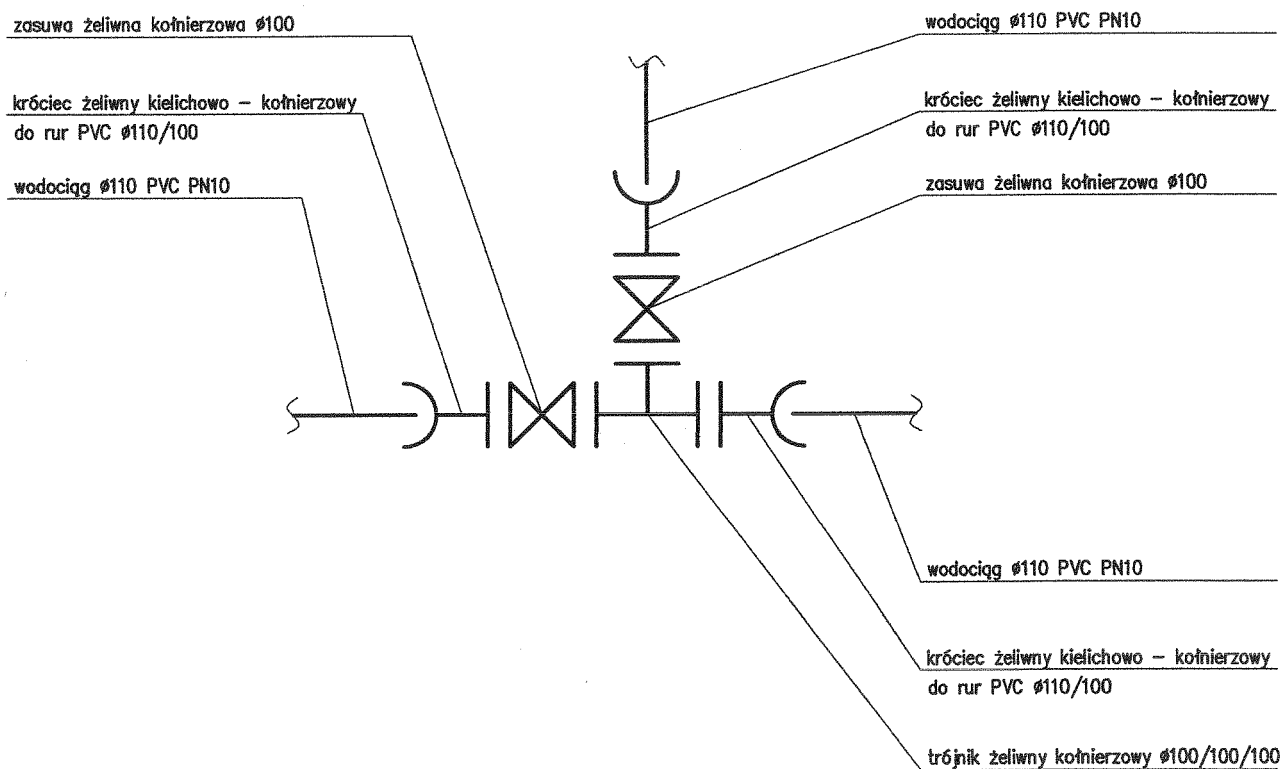 zasuwa żeliwna kołnierzowa ø100
króciec żeliwny kielichowo – kołnierzowy
do rur PVC ø110/100
wodociąg ø110 PVC PN10
wodociąg ø110 PVC PN10
króciec żeliwny kielichowo – kołnierzowy
do rur PVC ø110/100
zasuwa żeliwna kołnierzowa ø100
wodociąg ø110 PVC PN10
króciec żeliwny kielichowo – kołnierzowy
do rur PVC ø110/100
trójnik żeliwny kołnierzowy ø100/100/100